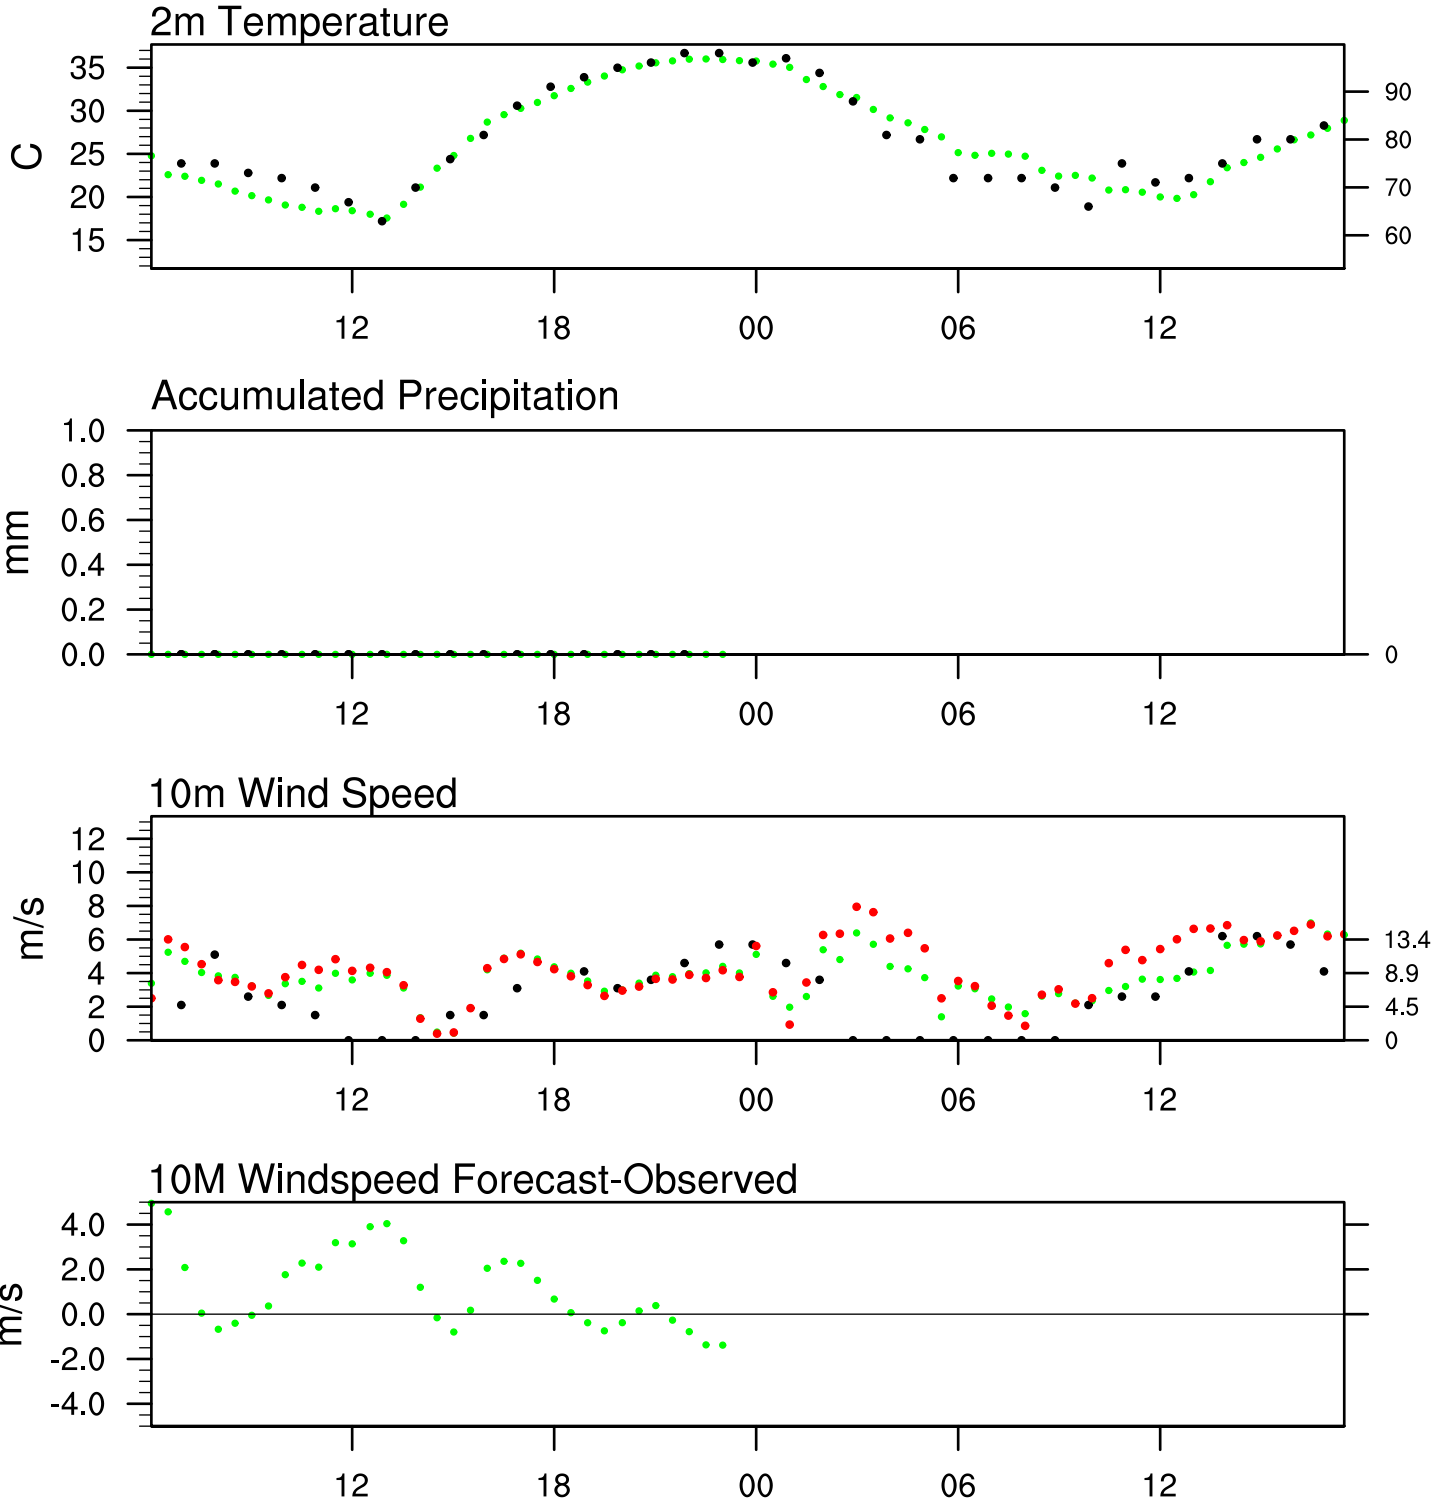 2m Temperature
35
30
25
20
15
C
90
80
70
60
12 18 00 06 12
Accumulated Precipitation
1.0
0.8
0.6
0.4
0.2
0.0
mm
0
12 18 00 06 12
10m Wind Speed
12
10
8
6
4
2
0
m/s
13.4
8.9
4.5
0
12 18 00 06 12
10M Windspeed Forecast-Observed
4.0
2.0
0.0
-2.0
-4.0
m/s
12 18 00 06 12